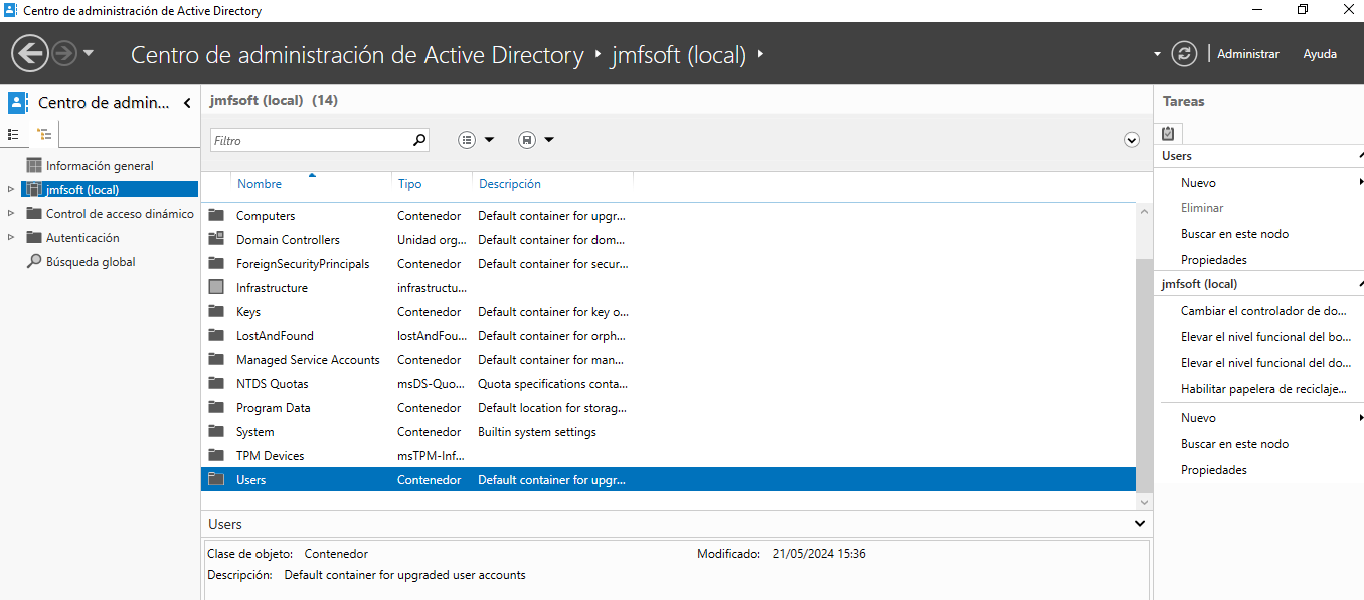 Centro de administración de Active Directory
Centro de administración de Active Directory jmfsoft (local)
Administrar Ayuda
Centro de admin...
Información general
jmfsoft (local)
Control de acceso dinámico
Autenticación
Búsqueda global
jmfsoft (local) (14)
Filtro
Nombre Tipo Descripción
Computers Contenedor Default container for upgr...
Domain Controllers Unidad org... Default container for dom...
ForeignSecurityPrincipals Contenedor Default container for secur...
Infrastructure infrastructu...
Keys Contenedor Default container for key o...
LostAndFound lostAndFou... Default container for orph...
Managed Service Accounts Contenedor Default container for man...
NTDS Quotas msDS-Quo... Quota specifications conta...
Program Data Contenedor Default location for storag...
System Contenedor Builtin system settings
TPM Devices msTPM-Inf...
Users Contenedor Default container for upgr...
Users
Clase de objeto: Contenedor Modificado: 21/05/2024 15:36
Descripción: Default container for upgraded user accounts
Tareas
Users
Nuevo
Eliminar
Buscar en este nodo
Propiedades
jmfsoft (local)
Cambiar el controlador de do...
Elevar el nivel funcional del bo...
Elevar el nivel funcional del do...
Habilitar papelera de reciclaje...
Nuevo
Buscar en este nodo
Propiedades